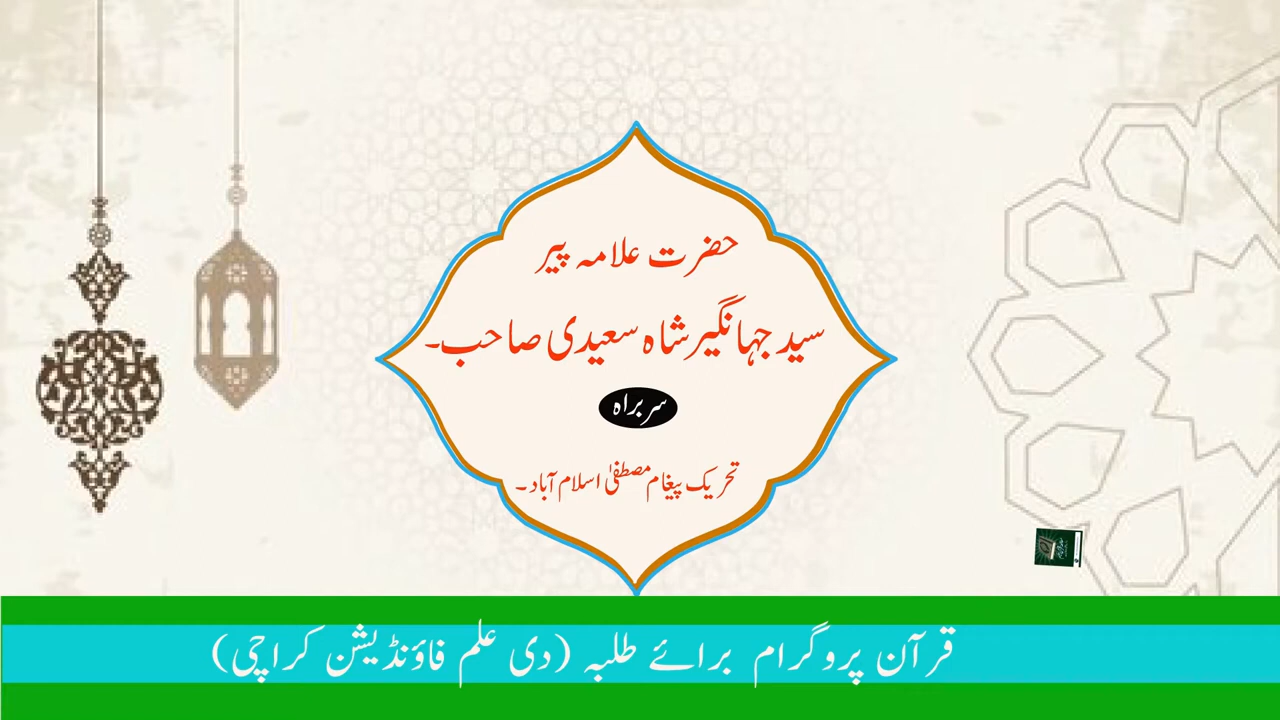 حضرت علامہ پیر
سید جہانگیر شاہ سعیدی صاحب۔
سربراہ
تحریک پیغام مصطفیٰ اسلام آباد۔
قرآن پروگرام برائے طلبہ (دی علم فاؤنڈیشن کراچی)